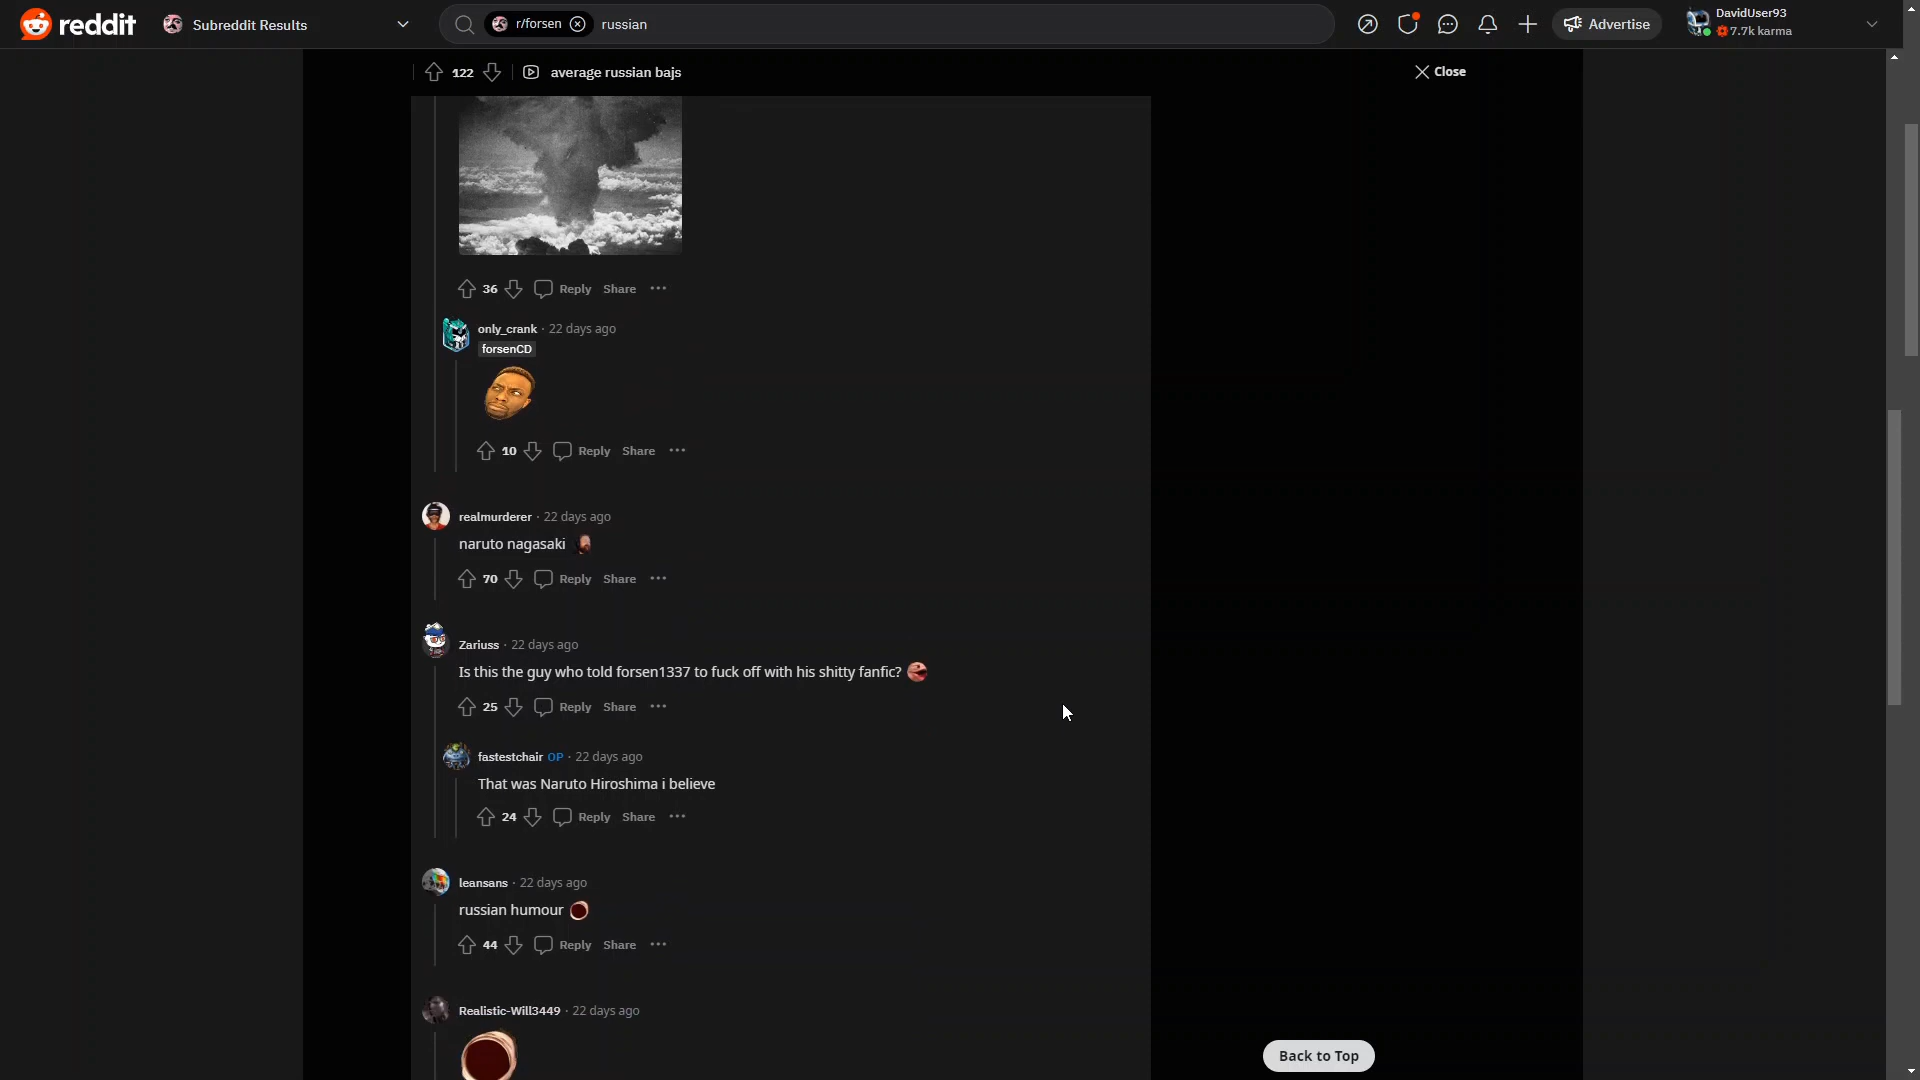 reddit
Subreddit Results
r/forsen
russian
Advertise
DavidUser93
7.7k karma
122
average russian bajs
Close
36
Reply
Share
only_crank · 22 days ago
forsenCD
10
Reply
Share
realmurderer · 22 days ago
naruto nagasaki
70
Reply
Share
Zariuss · 22 days ago
Is this the guy who told forsen1337 to fuck off with his shitty fanfic?
25
Reply
Share
fastestchair OP · 22 days ago
That was Naruto Hiroshima i believe
24
Reply
Share
leansans · 22 days ago
russian humour
44
Reply
Share
Realistic-Will3449 · 22 days ago
Back to Top